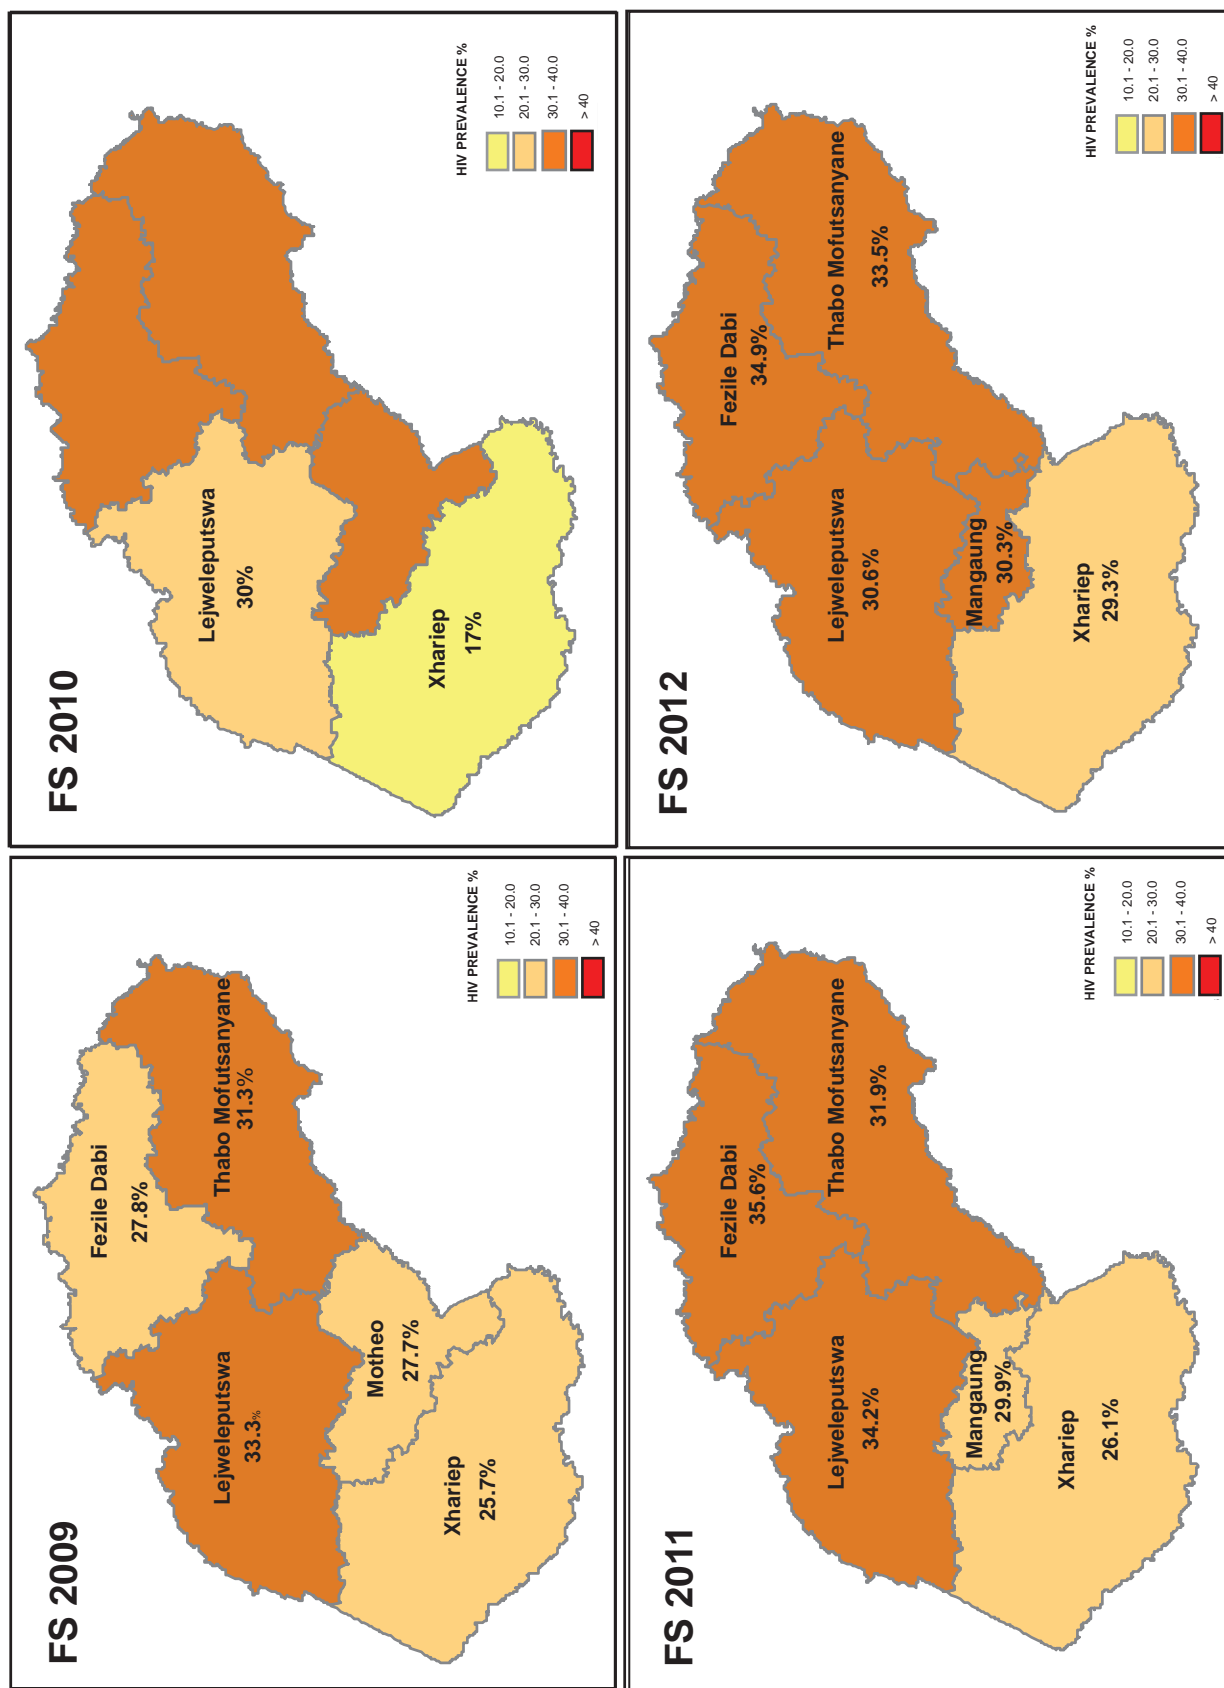 FS 2009
Fezile Dabi
27.8%
Lejweleputswa
33.3%
Thabo Mofutsanyane
31.3%
Motheo
27.7%
Xhariep
25.7%
HIV PREVALENCE %
10.1 - 20.0
20.1 - 30.0
30.1 - 40.0
> 40
FS 2010
Lejweleputswa
30%
Xhariep
17%
HIV PREVALENCE %
10.1 - 20.0
20.1 - 30.0
30.1 - 40.0
> 40
FS 2011
Fezile Dabi
35.6%
Lejweleputswa
34.2%
Thabo Mofutsanyane
31.9%
Mangaung
29.9%
Xhariep
26.1%
HIV PREVALENCE %
10.1 - 20.0
20.1 - 30.0
30.1 - 40.0
> 40
FS 2012
Fezile Dabi
34.9%
Lejweleputswa
30.6%
Thabo Mofutsanyane
33.5%
Mangaung
30.3%
Xhariep
29.3%
HIV PREVALENCE %
10.1 - 20.0
20.1 - 30.0
30.1 - 40.0
> 40